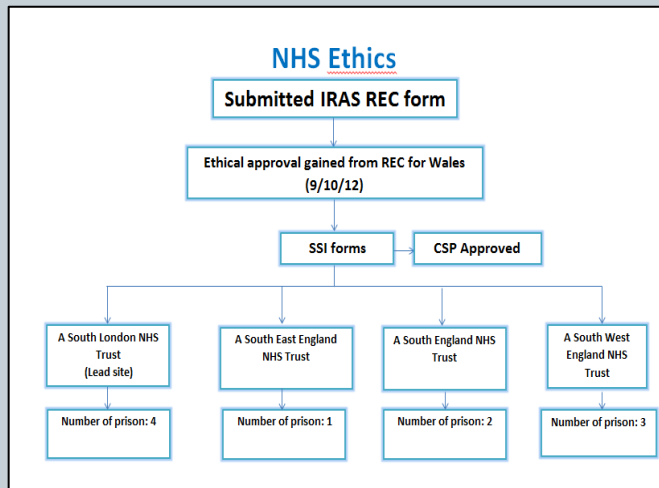 NHS Ethics
Submitted IRAS REC form
Ethical approval gained from REC for Wales
(9/10/12)
SSI forms
CSP Approved
A South London NHS
Trust
(Lead site)
A South East England
NHS Trust
A South England NHS
Trust
A South West
England NHS
Trust
Number of prison: 4
Number of prison: 1
Number of prison: 2
Number of prison: 3